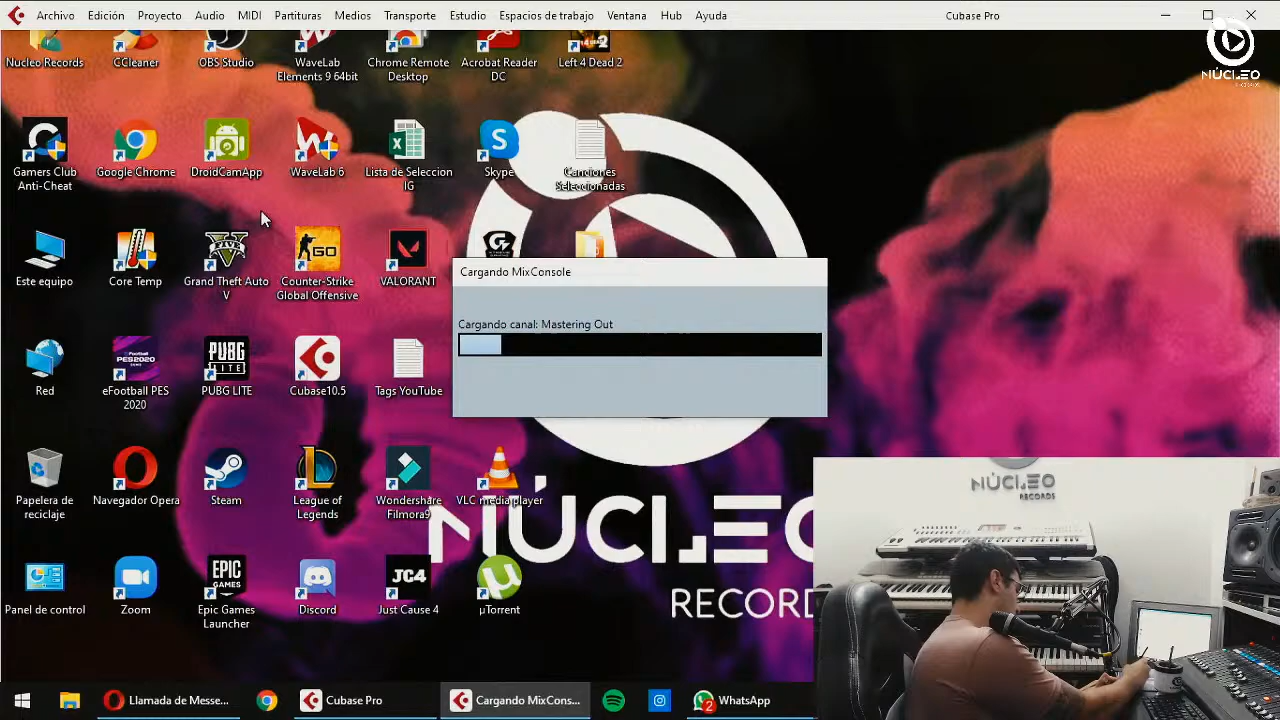 Archivo Edición Proyecto Audio MIDI Partituras Medios Transporte Estudio Espacios de trabajo Ventana Hub Ayuda Cubase Pro
NÚCLEO
Nucleo Records
CCleaner
OBS Studio
WaveLab
Elements 9 64bit
Chrome Remote
Desktop
Acrobat Reader
DC
Left 4 Dead 2
Gamers Club
Anti-Cheat
Google Chrome
DroidCamApp
WaveLab 6
Lista de Seleccion
IG
Skype
Canciones
Seleccionadas
Este equipo
Core Temp
Grand Theft Auto
V
Counter-Strike
Global Offensive
VALORANT
Cargando MixConsole
Cargando canal: Mastering Out
Red
eFootball PES
2020
PUBG LITE
Cubase10.5
Tags YouTube
Papelera de
reciclaje
Navegador Opera
Steam
League of
Legends
Wondershare
Filmora9
VLC media player
NÚCLEO
RECORD
NÚCLEO
RECORDS
Panel de control
Zoom
Epic Games
Launcher
Discord
Just Cause 4
µTorrent
Llamada de Messe...
Cubase Pro
Cargando MixCons...
2
WhatsApp